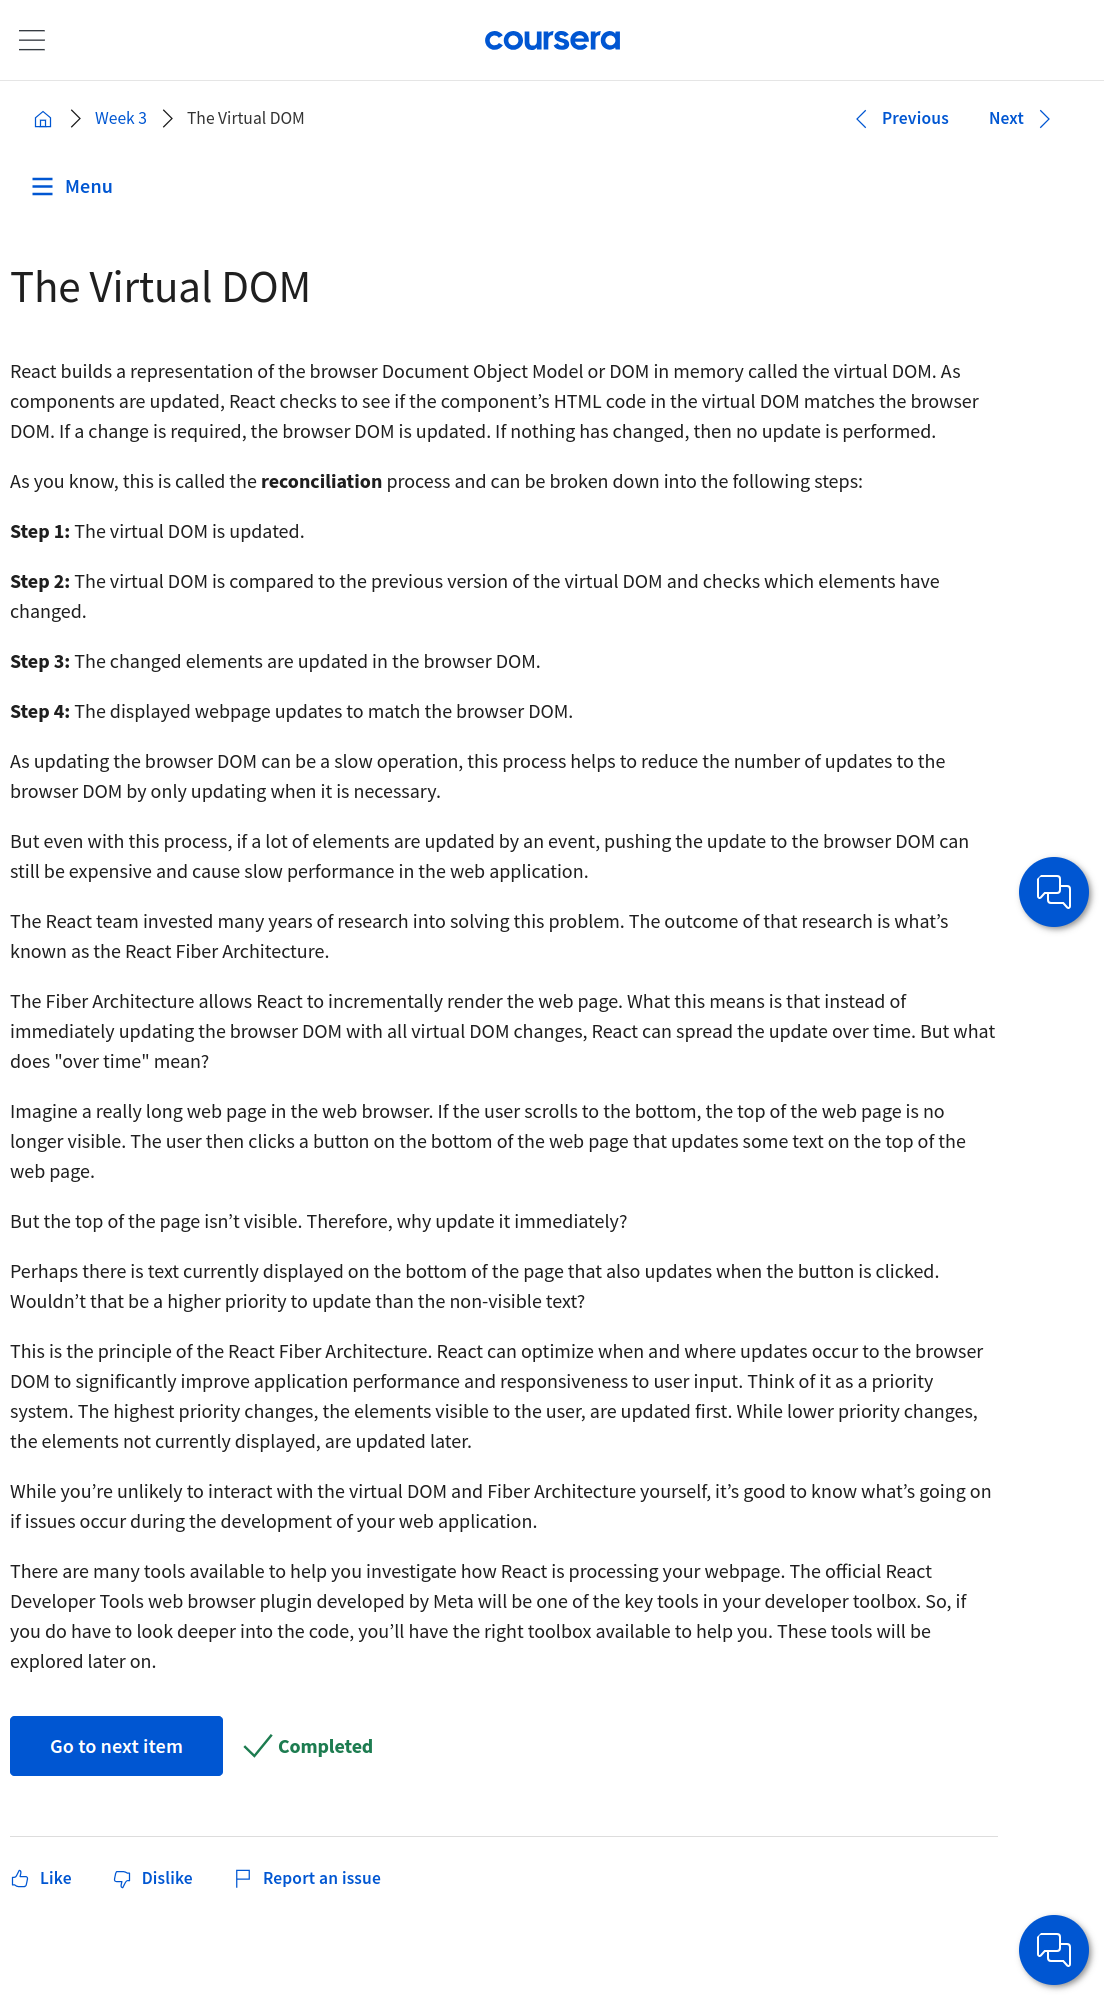 coursera
Week 3
The Virtual DOM
Previous
Next
Menu
The Virtual DOM
React builds a representation of the browser Document Object Model or DOM in memory called the virtual DOM. As
components are updated, React checks to see if the component’s HTML code in the virtual DOM matches the browser
DOM. If a change is required, the browser DOM is updated. If nothing has changed, then no update is performed.
As you know, this is called the reconciliation process and can be broken down into the following steps:
Step 1: The virtual DOM is updated.
Step 2: The virtual DOM is compared to the previous version of the virtual DOM and checks which elements have
changed.
Step 3: The changed elements are updated in the browser DOM.
Step 4: The displayed webpage updates to match the browser DOM.
As updating the browser DOM can be a slow operation, this process helps to reduce the number of updates to the
browser DOM by only updating when it is necessary.
But even with this process, if a lot of elements are updated by an event, pushing the update to the browser DOM can
still be expensive and cause slow performance in the web application.
The React team invested many years of research into solving this problem. The outcome of that research is what’s
known as the React Fiber Architecture.
The Fiber Architecture allows React to incrementally render the web page. What this means is that instead of
immediately updating the browser DOM with all virtual DOM changes, React can spread the update over time. But what
does "over time" mean?
Imagine a really long web page in the web browser. If the user scrolls to the bottom, the top of the web page is no
longer visible. The user then clicks a button on the bottom of the web page that updates some text on the top of the
web page.
But the top of the page isn’t visible. Therefore, why update it immediately?
Perhaps there is text currently displayed on the bottom of the page that also updates when the button is clicked.
Wouldn’t that be a higher priority to update than the non-visible text?
This is the principle of the React Fiber Architecture. React can optimize when and where updates occur to the browser
DOM to significantly improve application performance and responsiveness to user input. Think of it as a priority
system. The highest priority changes, the elements visible to the user, are updated first. While lower priority changes,
the elements not currently displayed, are updated later.
While you’re unlikely to interact with the virtual DOM and Fiber Architecture yourself, it’s good to know what’s going on
if issues occur during the development of your web application.
There are many tools available to help you investigate how React is processing your webpage. The official React
Developer Tools web browser plugin developed by Meta will be one of the key tools in your developer toolbox. So, if
you do have to look deeper into the code, you’ll have the right toolbox available to help you. These tools will be
explored later on.
Go to next item
Completed
Like
Dislike
Report an issue